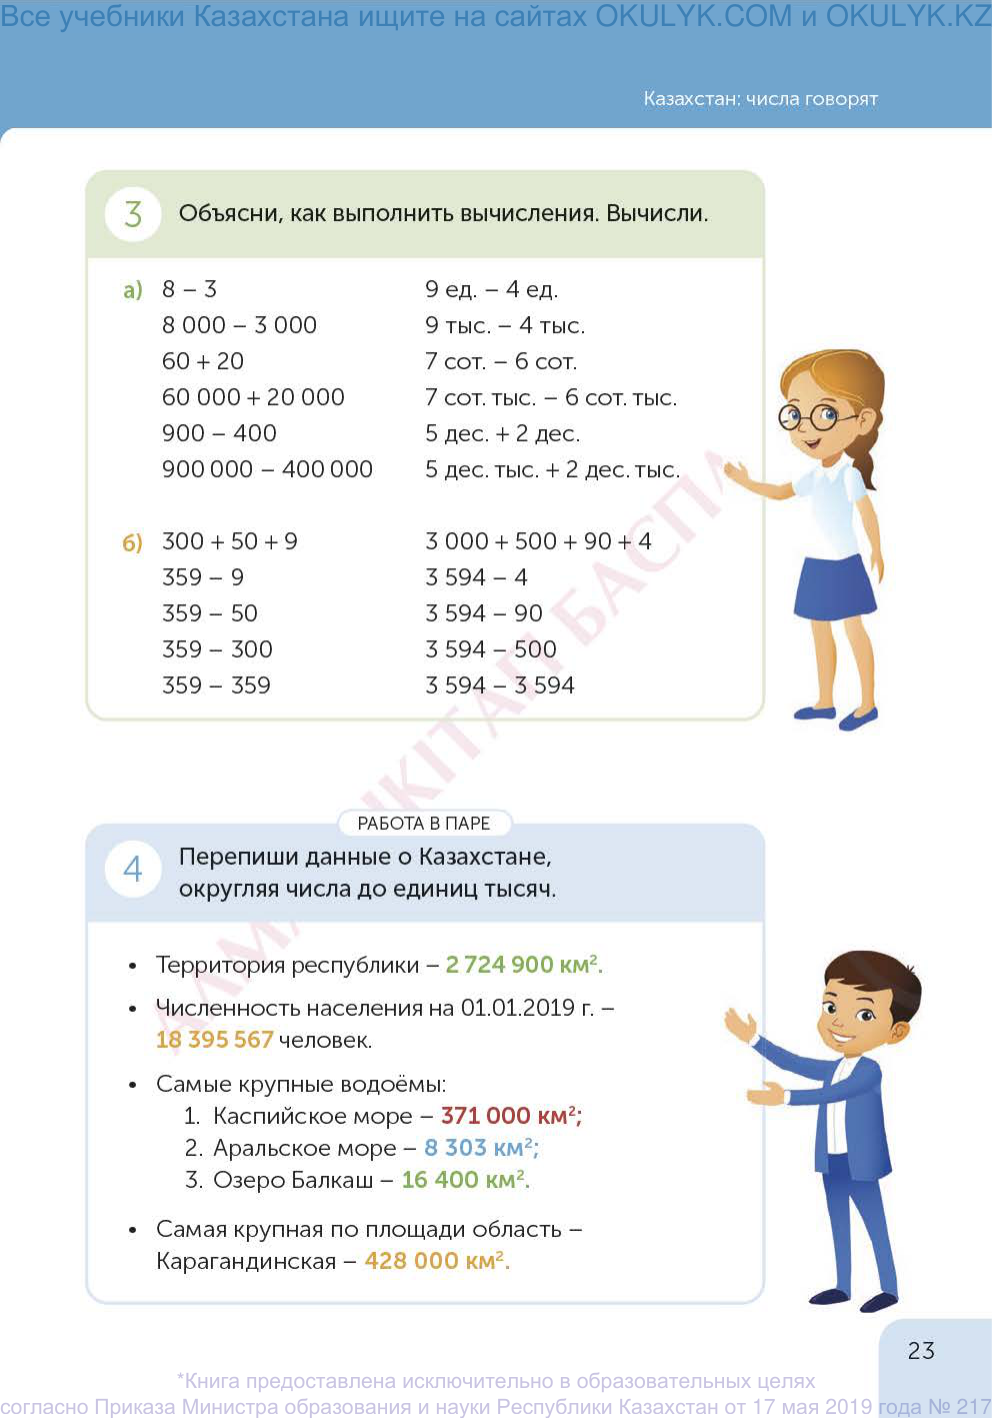 Все учебники Казахстана ищите на сайтах OKULYK.COM и OKULYK.KZ
Казахстан: числа говорят
3 Объясни, как выполнить вычисления. Вычисли.
а) 8 – 3
8 000 – 3 000
60 + 20
60 000 + 20 000
900 – 400
900 000 – 400 000
9 ед. – 4 ед.
9 тыс. – 4 тыс.
7 сот. – 6 сот.
7 сот. тыс. – 6 сот. тыс.
5 дес. + 2 дес.
5 дес. тыс. + 2 дес. тыс.
б) 300 + 50 + 9
359 – 9
359 – 50
359 – 300
359 – 359
3 000 + 500 + 90 + 4
3 594 – 4
3 594 – 90
3 594 – 500
3 594 – 3 594
РАБОТА В ПАРЕ
4 Перепиши данные о Казахстане,
округляя числа до единиц тысяч.
• Территория республики – 2 724 900 км².
• Численность населения на 01.01.2019 г. –
18 395 567 человек.
• Самые крупные водоёмы:
1. Каспийское море – 371 000 км²;
2. Аральское море – 8 303 км²;
3. Озеро Балкаш – 16 400 км².
• Самая крупная по площади область –
Карагандинская – 428 000 км².
23
*Книга предоставлена исключительно в образовательных целях
согласно Приказа Министра образования и науки Республики Казахстан от 17 мая 2019 года № 217